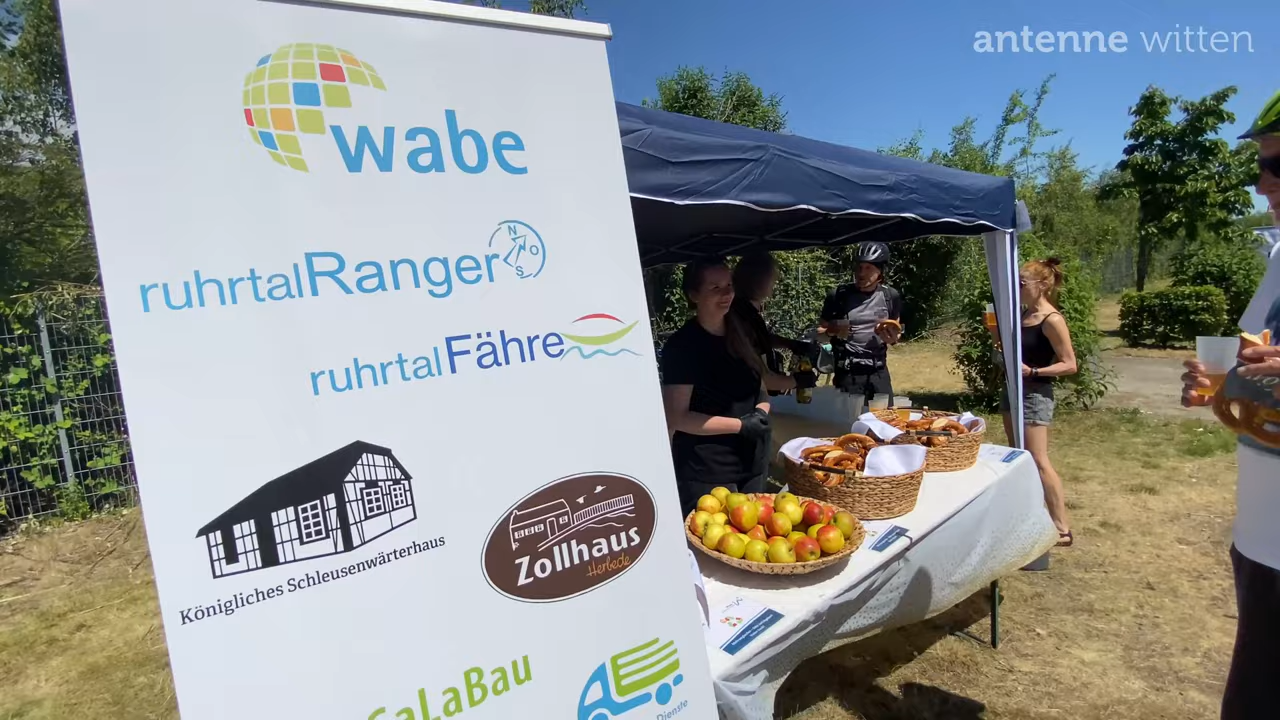 antenne witten
wabe
ruhrtalRanger
N
O
S
ruhrtalFähre
Königliches Schleusenwärterhaus
Zollhaus
Herbede
GaLaBau
Dienste